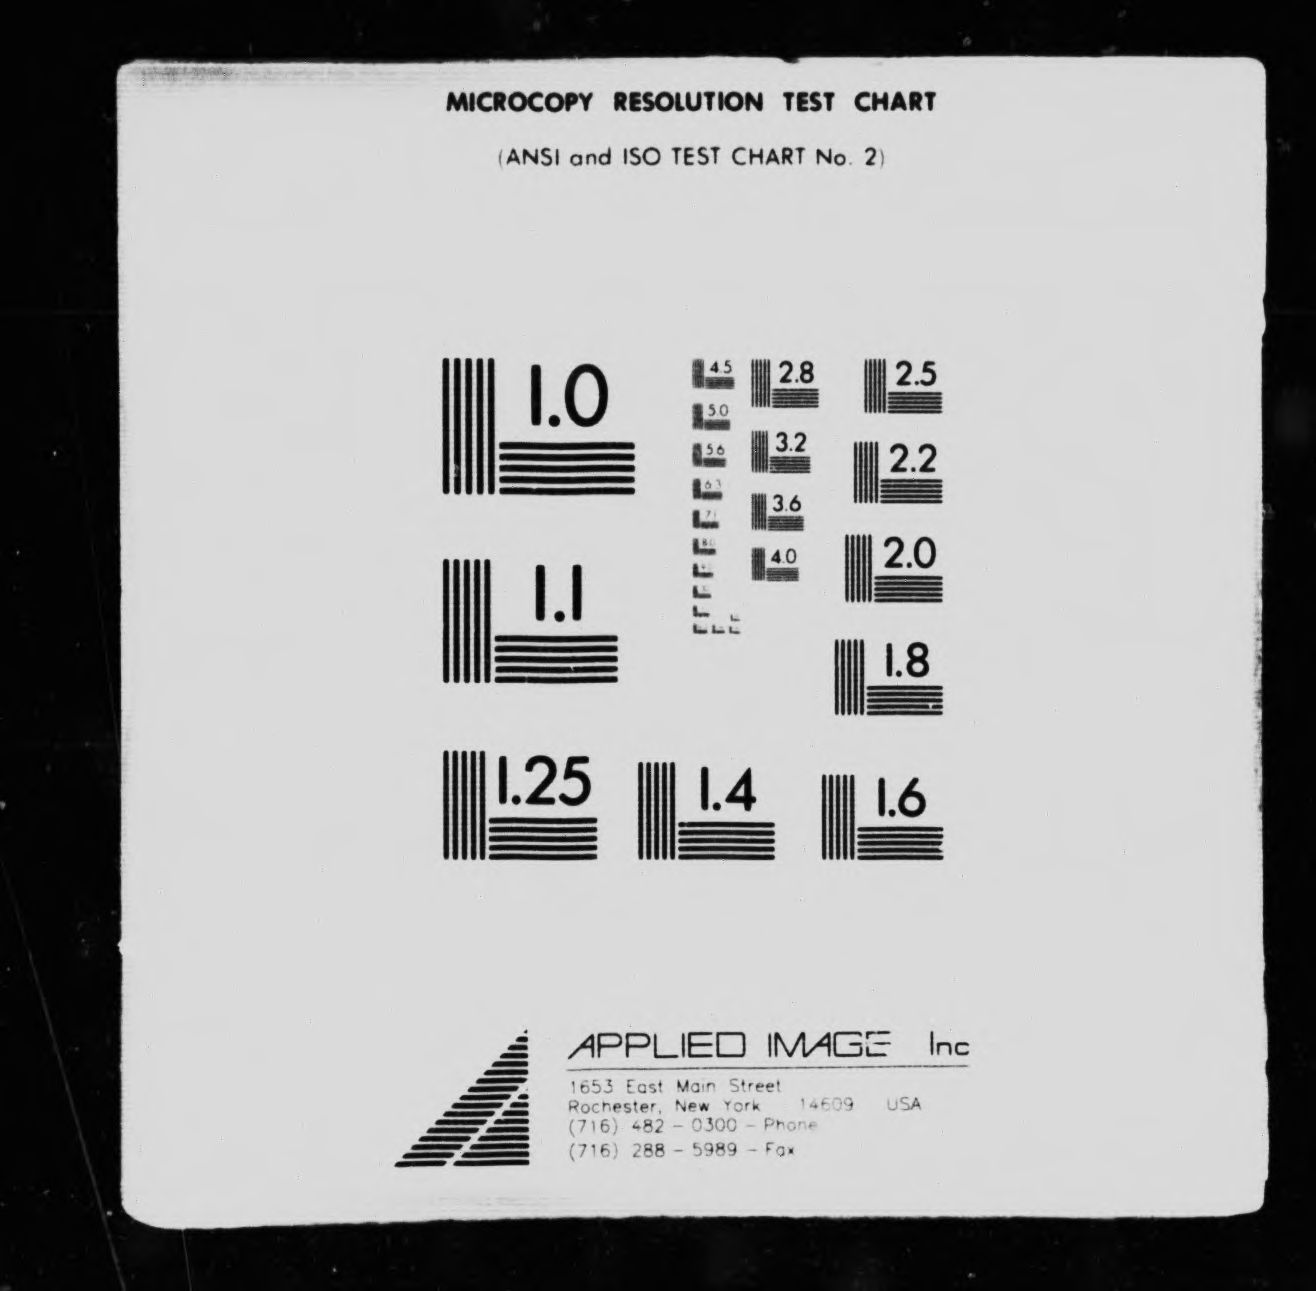 MICROCOPY RESOLUTION TEST CHART
(ANSI and ISO TEST CHART No. 2)
1.0
1.1
1.25
4.5
5.0
5.6
6.3
7.1
8.0
2.8
3.2
3.6
4.0
2.5
2.2
2.0
1.8
1.4
1.6
APPLIED IMAGE Inc
1653 East Main Street
Rochester, New York 14609 USA
(716) 482 - 0300 - Phone
(716) 288 - 5989 - Fax